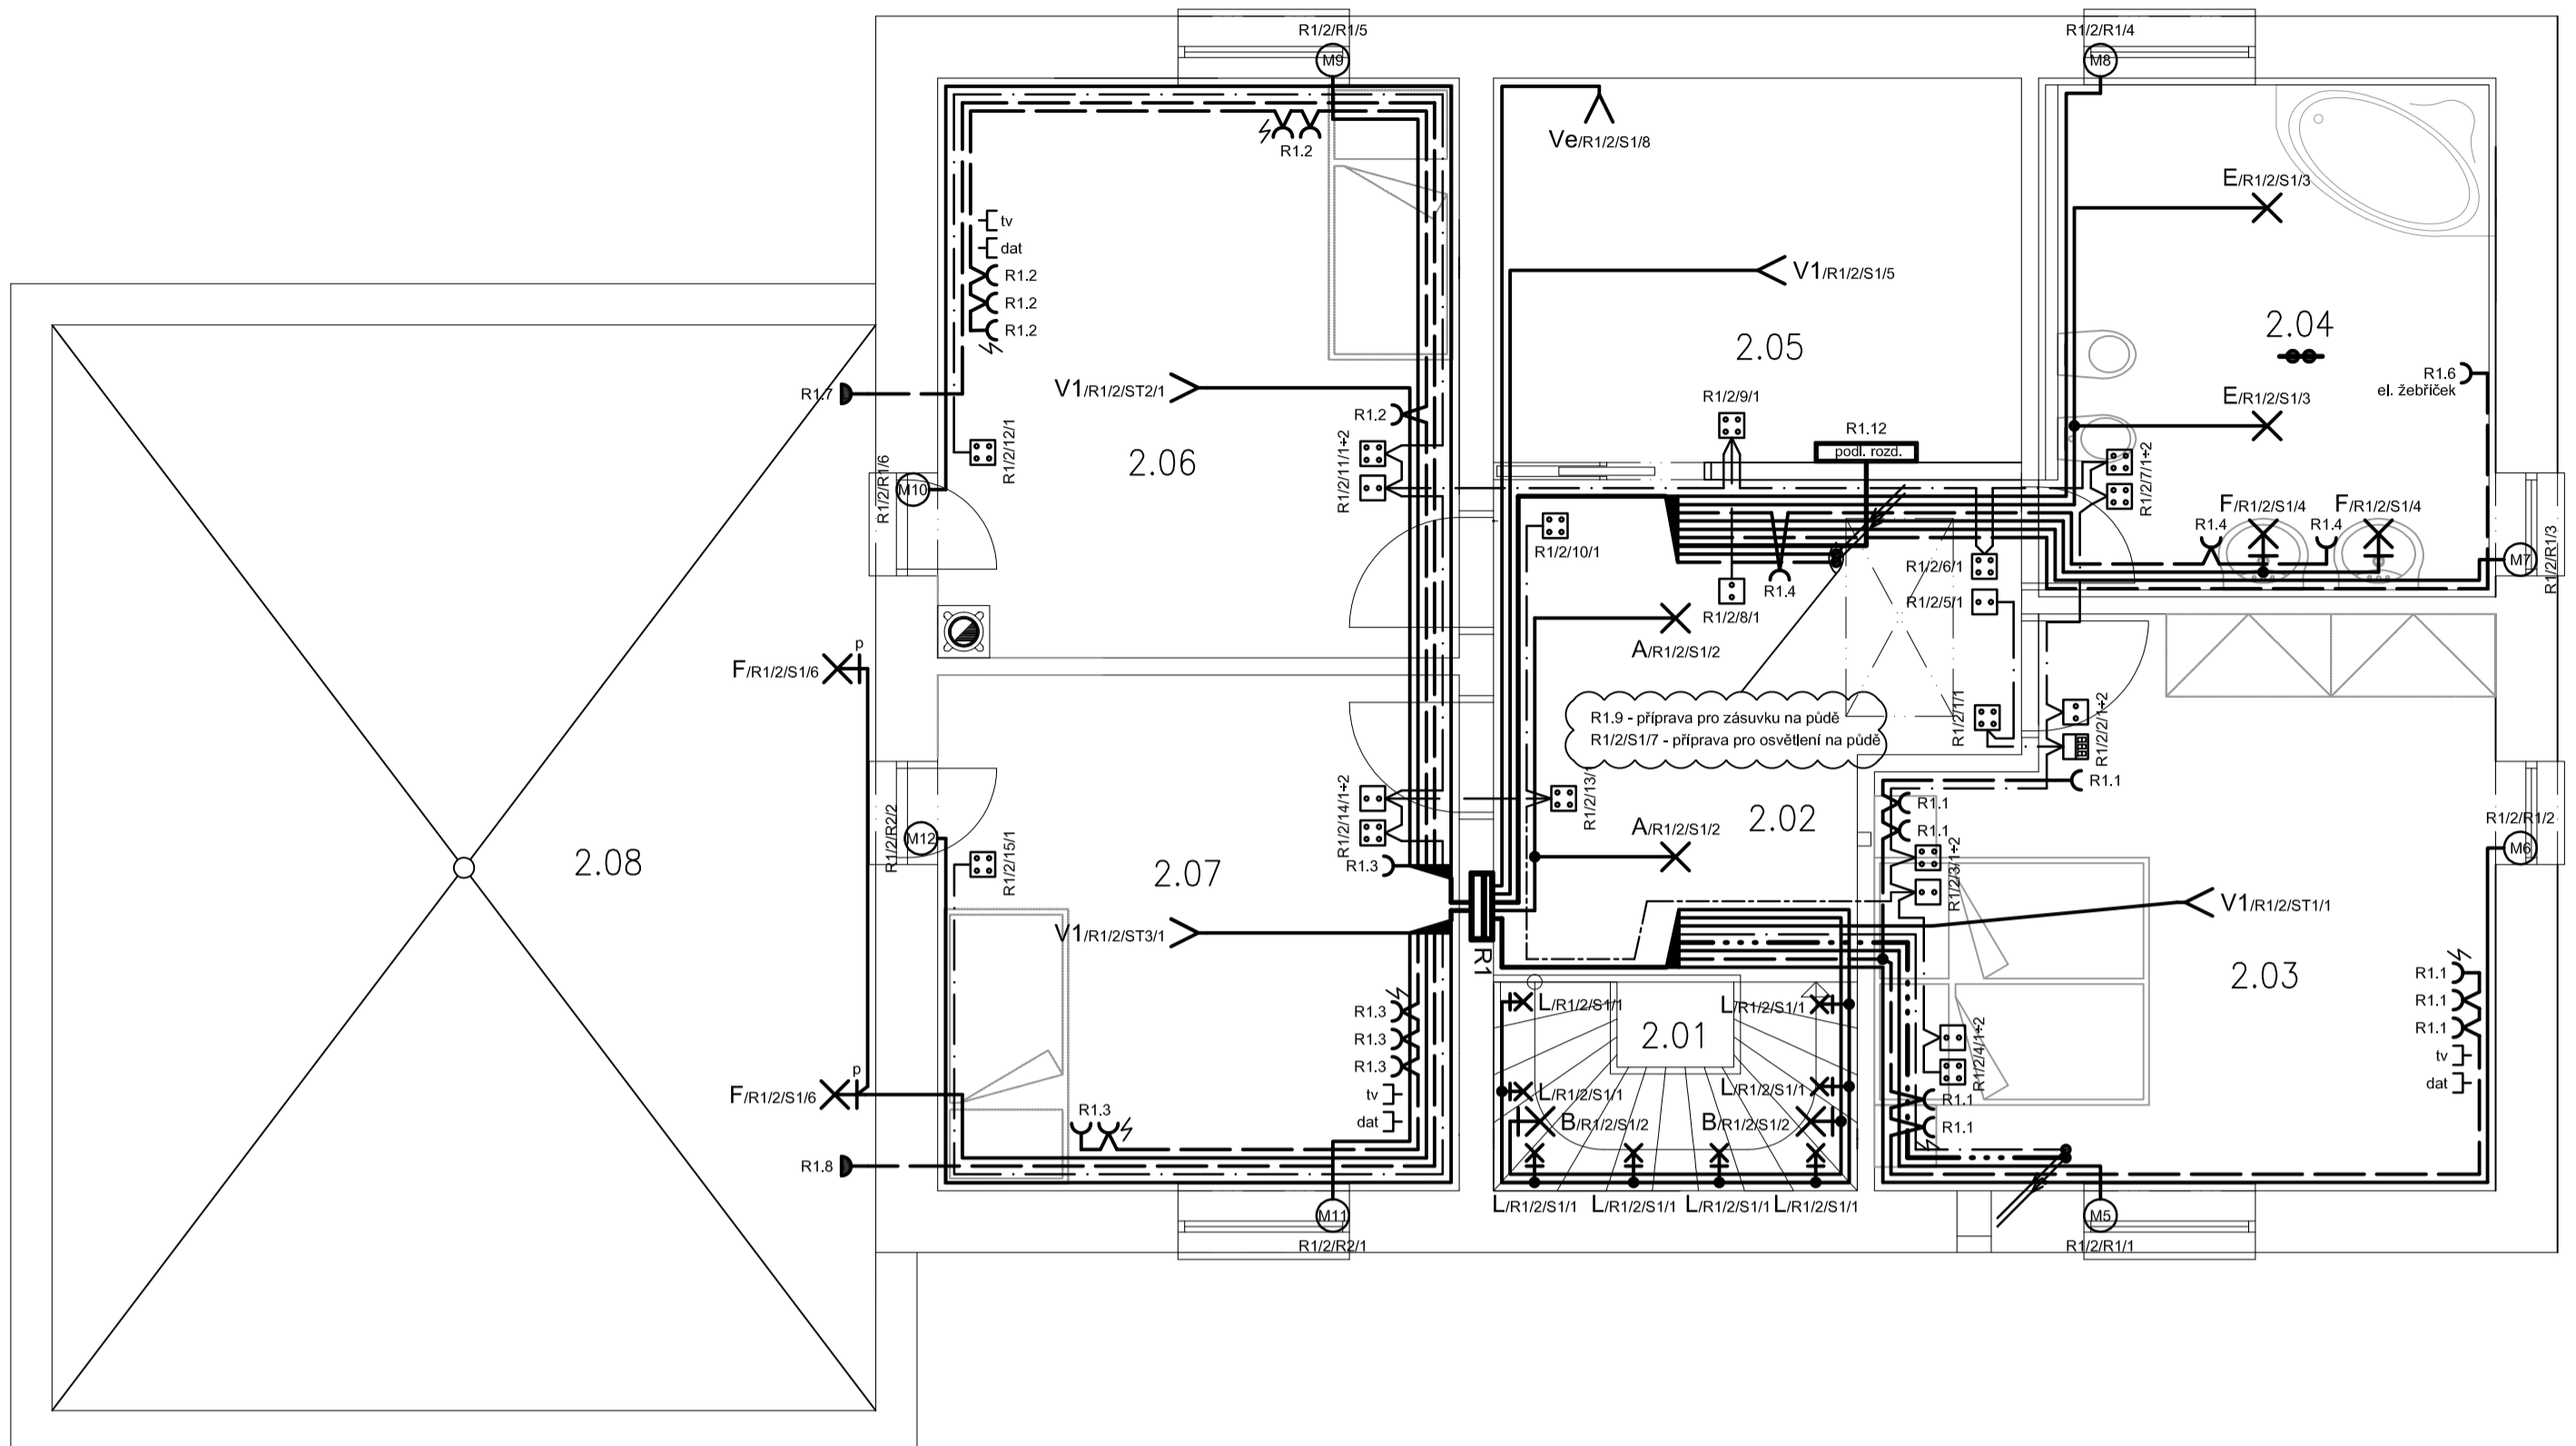 R1/2/R1/5
M9
R1/2/R1/4
M8
Ve/R1/2/S1/8
R1.2
E/R1/2/S1/3
tv
dat
R1.2
R1.2
R1.2
V1/R1/2/S1/5
2.05
2.04
R1.7
V1/R1/2/ST2/1
R1.2
R1/2/9/1
R1.6
el. žebříček
E/R1/2/S1/3
R1/2/12/1
2.06
R1/2/11/1÷2
R1.12
podl. rozd.
R1/2/7/1÷2
R1/2/R1/6
M10
F/R1/2/S1/4
F/R1/2/S1/4
R1.4
R1.4
R1/2/10/1
R1/2/6/1
M7
R1/2/R1/3
R1.4
R1/2/5/1
R1/2/8/1
A/R1/2/S1/2
p
F/R1/2/S1/6
R1.9 - příprava pro zásuvku na půdě
R1/2/S1/7 - příprava pro osvětlení na půdě
R1/2/1/1
R1/2/2/1÷2
R1.1
R1/2/14/1÷2
R1/2/13/1
R1.1
R1.1
2.02
A/R1/2/S1/2
R1/2/R1/2
M6
R1/2/R2/2
M12
R1/2/15/1
2.08
2.07
R1.3
R1/2/3/1÷2
V1/R1/2/ST1/1
V1/R1/2/ST3/1
R1
2.03
R1.1
R1.1
R1.1
tv
dat
R1.3
R1.3
R1.3
tv
dat
L/R1/2/S1/1
L/R1/2/S1/1
2.01
R1/2/4/1÷2
p
F/R1/2/S1/6
L/R1/2/S1/1
L/R1/2/S1/1
R1.1
R1.1
R1.3
B/R1/2/S1/2
B/R1/2/S1/2
R1.8
L/R1/2/S1/1
L/R1/2/S1/1
L/R1/2/S1/1
L/R1/2/S1/1
M11
R1/2/R2/1
M5
R1/2/R1/1